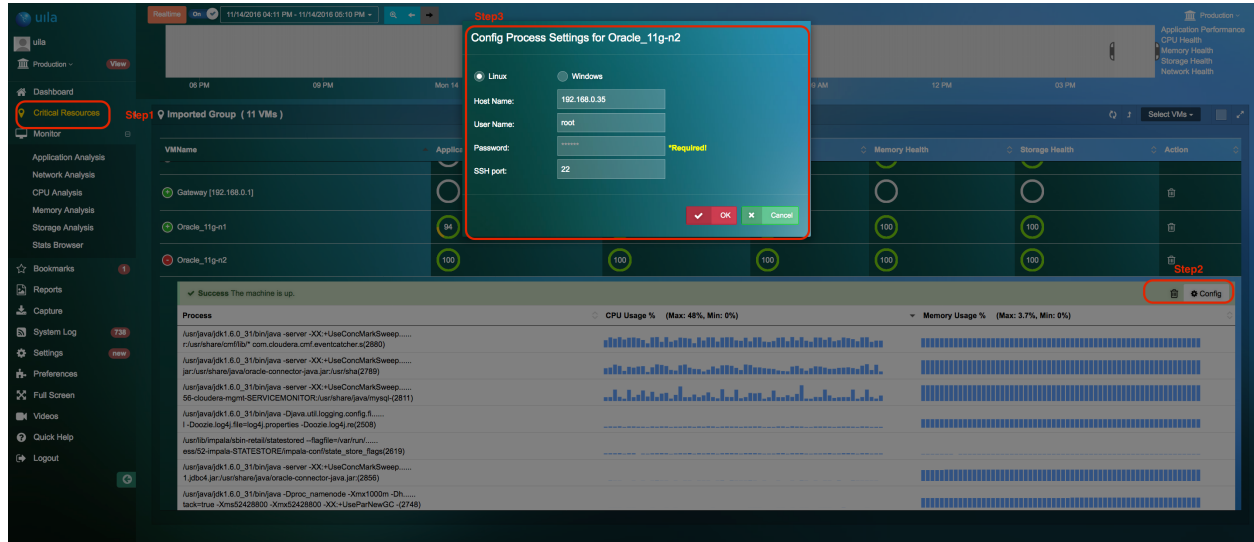 uila
Realtime On 11/14/2016 04:11 PM - 11/14/2016 05:10 PM
Step3
Production
uila
Production View
Application Performance
CPU Health
Memory Health
Storage Health
Network Health
06 PM 09 PM Mon 14 9 AM 12 PM 03 PM
Config Process Settings for Oracle_11g-n2
Linux Windows
Host Name: 192.168.0.35
User Name: root
Password: *Required!
SSH port: 22
OK Cancel
Dashboard
Critical Resources
Step1
Monitor
Application Analysis
Network Analysis
CPU Analysis
Memory Analysis
Storage Analysis
Stats Browser
Bookmarks 1
Reports
Capture
System Log 738
Settings new
Preferences
Full Screen
Videos
Quick Help
Logout
Imported Group ( 11 VMs )
Select VMs
VMName Applica Memory Health Storage Health Action
Gateway [192.168.0.1]
Oracle_11g-n1 94 100 100
Oracle_11g-n2 100 100 100 100 100
Step2
Success The machine is up.
Config
Process CPU Usage % (Max: 48%, Min: 0%) Memory Usage % (Max: 3.7%, Min: 0%)
/usr/java/jdk1.6.0_31/bin/java -server -XX:+UseConcMarkSweep......
r:/usr/share/cmf/lib/* com.cloudera.cmf.eventcatcher.s(2880)
/usr/java/jdk1.6.0_31/bin/java -server -XX:+UseConcMarkSweep......
jar:/usr/share/java/oracle-connector-java.jar:/usr/sha(2789)
/usr/java/jdk1.6.0_31/bin/java -server -XX:+UseConcMarkSweep......
56-cloudera-mgmt-SERVICEMONITOR:/usr/share/java/mysql-(2811)
/usr/java/jdk1.6.0_31/bin/java -Djava.util.logging.config.fi......
l -Doozie.log4j.file=log4j.properties -Doozie.log4j.re(2508)
/usr/lib/impala/sbin-retail/statestored --flagfile=/var/run/......
ess/52-impala-STATESTORE/impala-conf/state_store_flags(2619)
/usr/java/jdk1.6.0_31/bin/java -server -XX:+UseConcMarkSweep......
1.jdbc4.jar:/usr/share/java/oracle-connector-java.jar:(2856)
/usr/java/jdk1.6.0_31/bin/java -Dproc_namenode -Xmx1000m -Dh......
tack=true -Xms52428800 -Xmx52428800 -XX:+UseParNewGC -(2748)